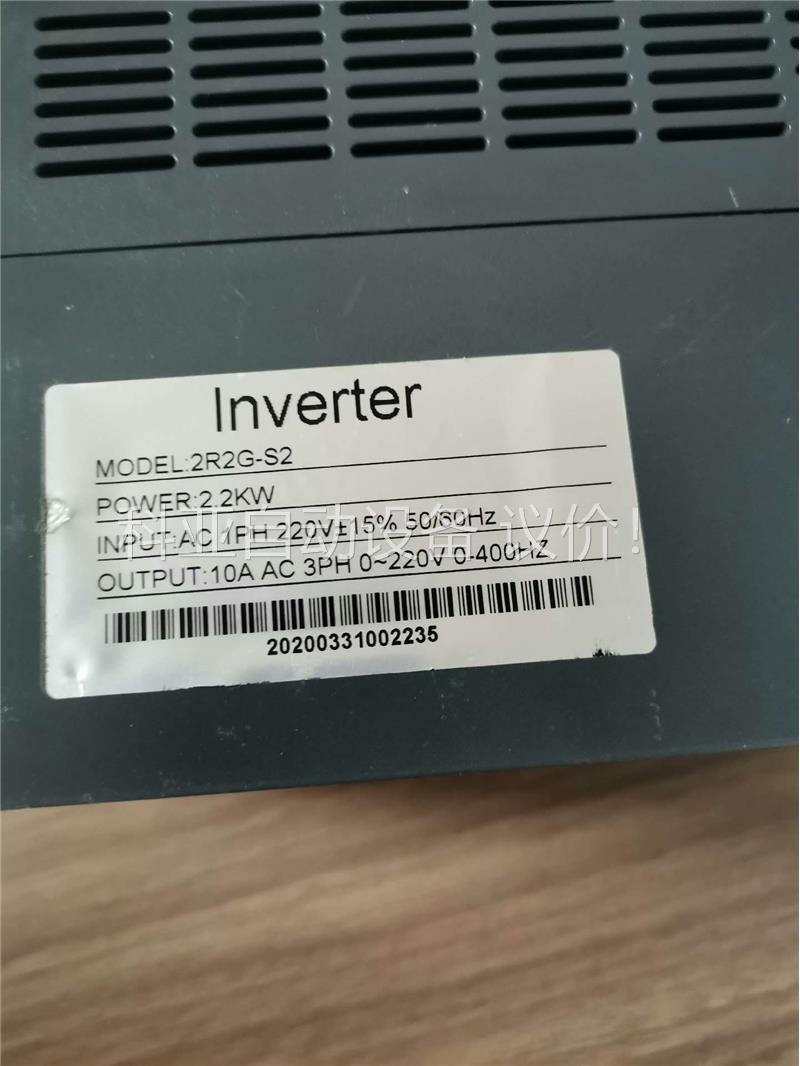 Inverter
MODEL:2R2G-S2
POWER:2.2KW
INPUT:AC 1PH 220V±15% 50/60Hz
科亚自动设备 议价!
OUTPUT:10A AC 3PH 0~220V 0-400HZ
20200331002235